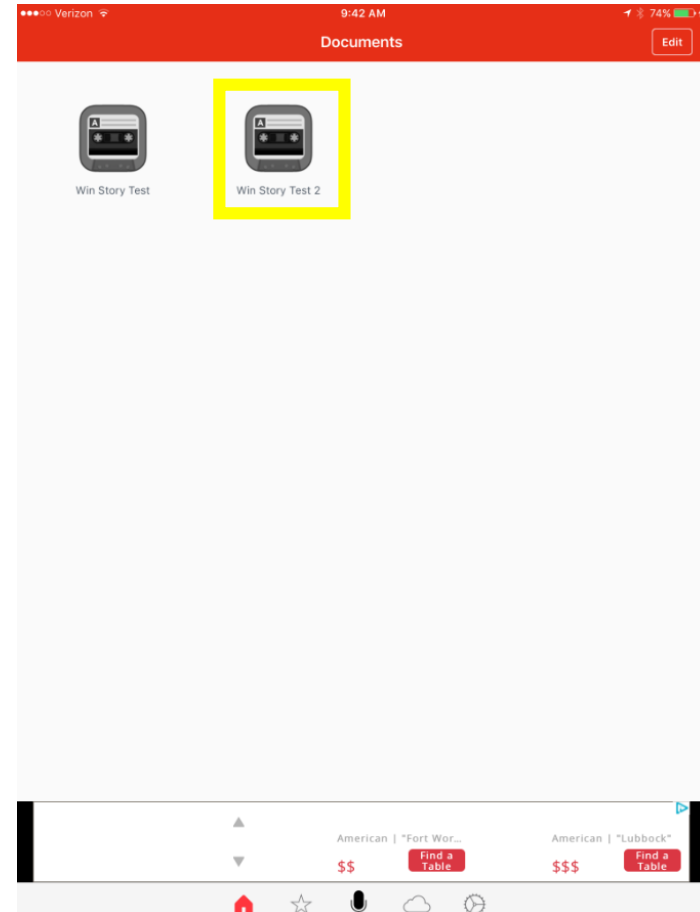 Verizon 9:42 AM 74%
Documents Edit
A A
Win Story Test Win Story Test 2
American | "Fort Wor... American | "Lubbock"
$$ Find a Table $$$ Find a Table